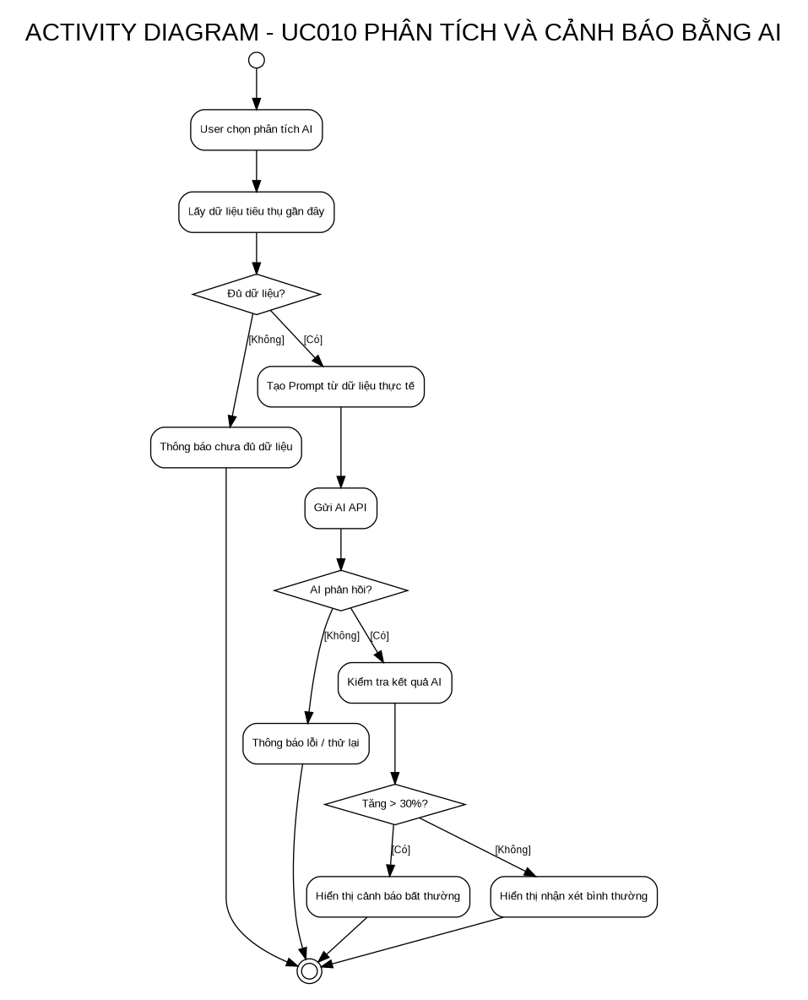 ACTIVITY DIAGRAM - UC010 PHÂN TÍCH VÀ CẢNH BÁO BẰNG AI
User chọn phân tích AI
Lấy dữ liệu tiêu thụ gần đây
Đủ dữ liệu?
[Không]
[Có]
Tạo Prompt từ dữ liệu thực tế
Thông báo chưa đủ dữ liệu
Gửi AI API
AI phản hồi?
[Không]
[Có]
Kiểm tra kết quả AI
Thông báo lỗi / thử lại
Tăng > 30%?
[Có]
[Không]
Hiển thị cảnh báo bất thường
Hiển thị nhận xét bình thường